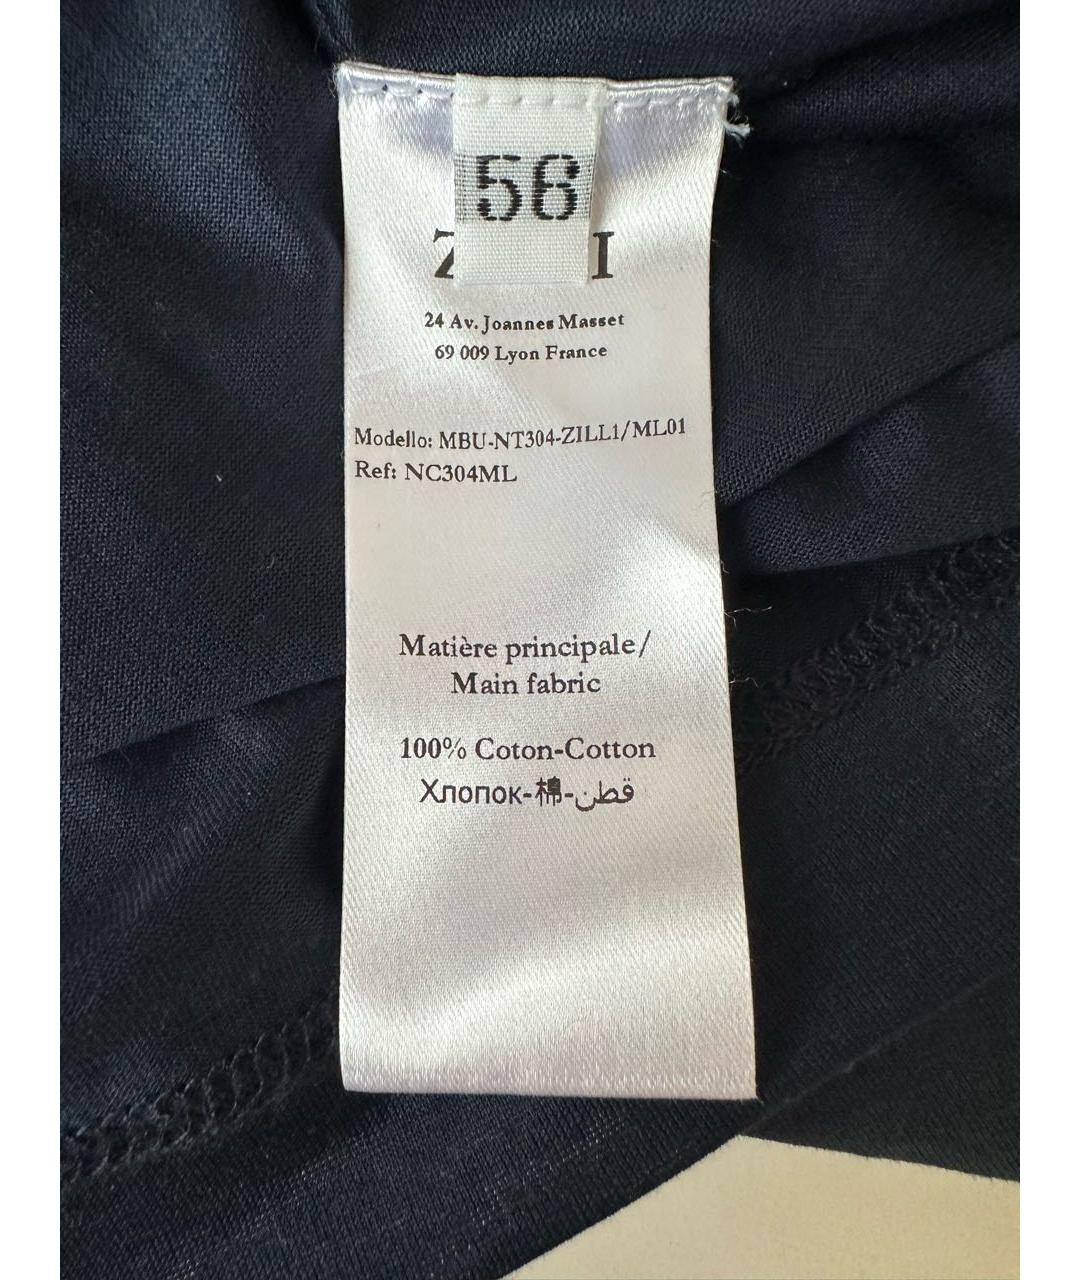 56
24 Av. Joannes Masset
69 009 Lyon France
Modello: MBU-NT304-ZILL1/ML01
Ref: NC304ML
Matière principale/
Main fabric
100% Coton-Cotton
Хлопок-棉-قطن